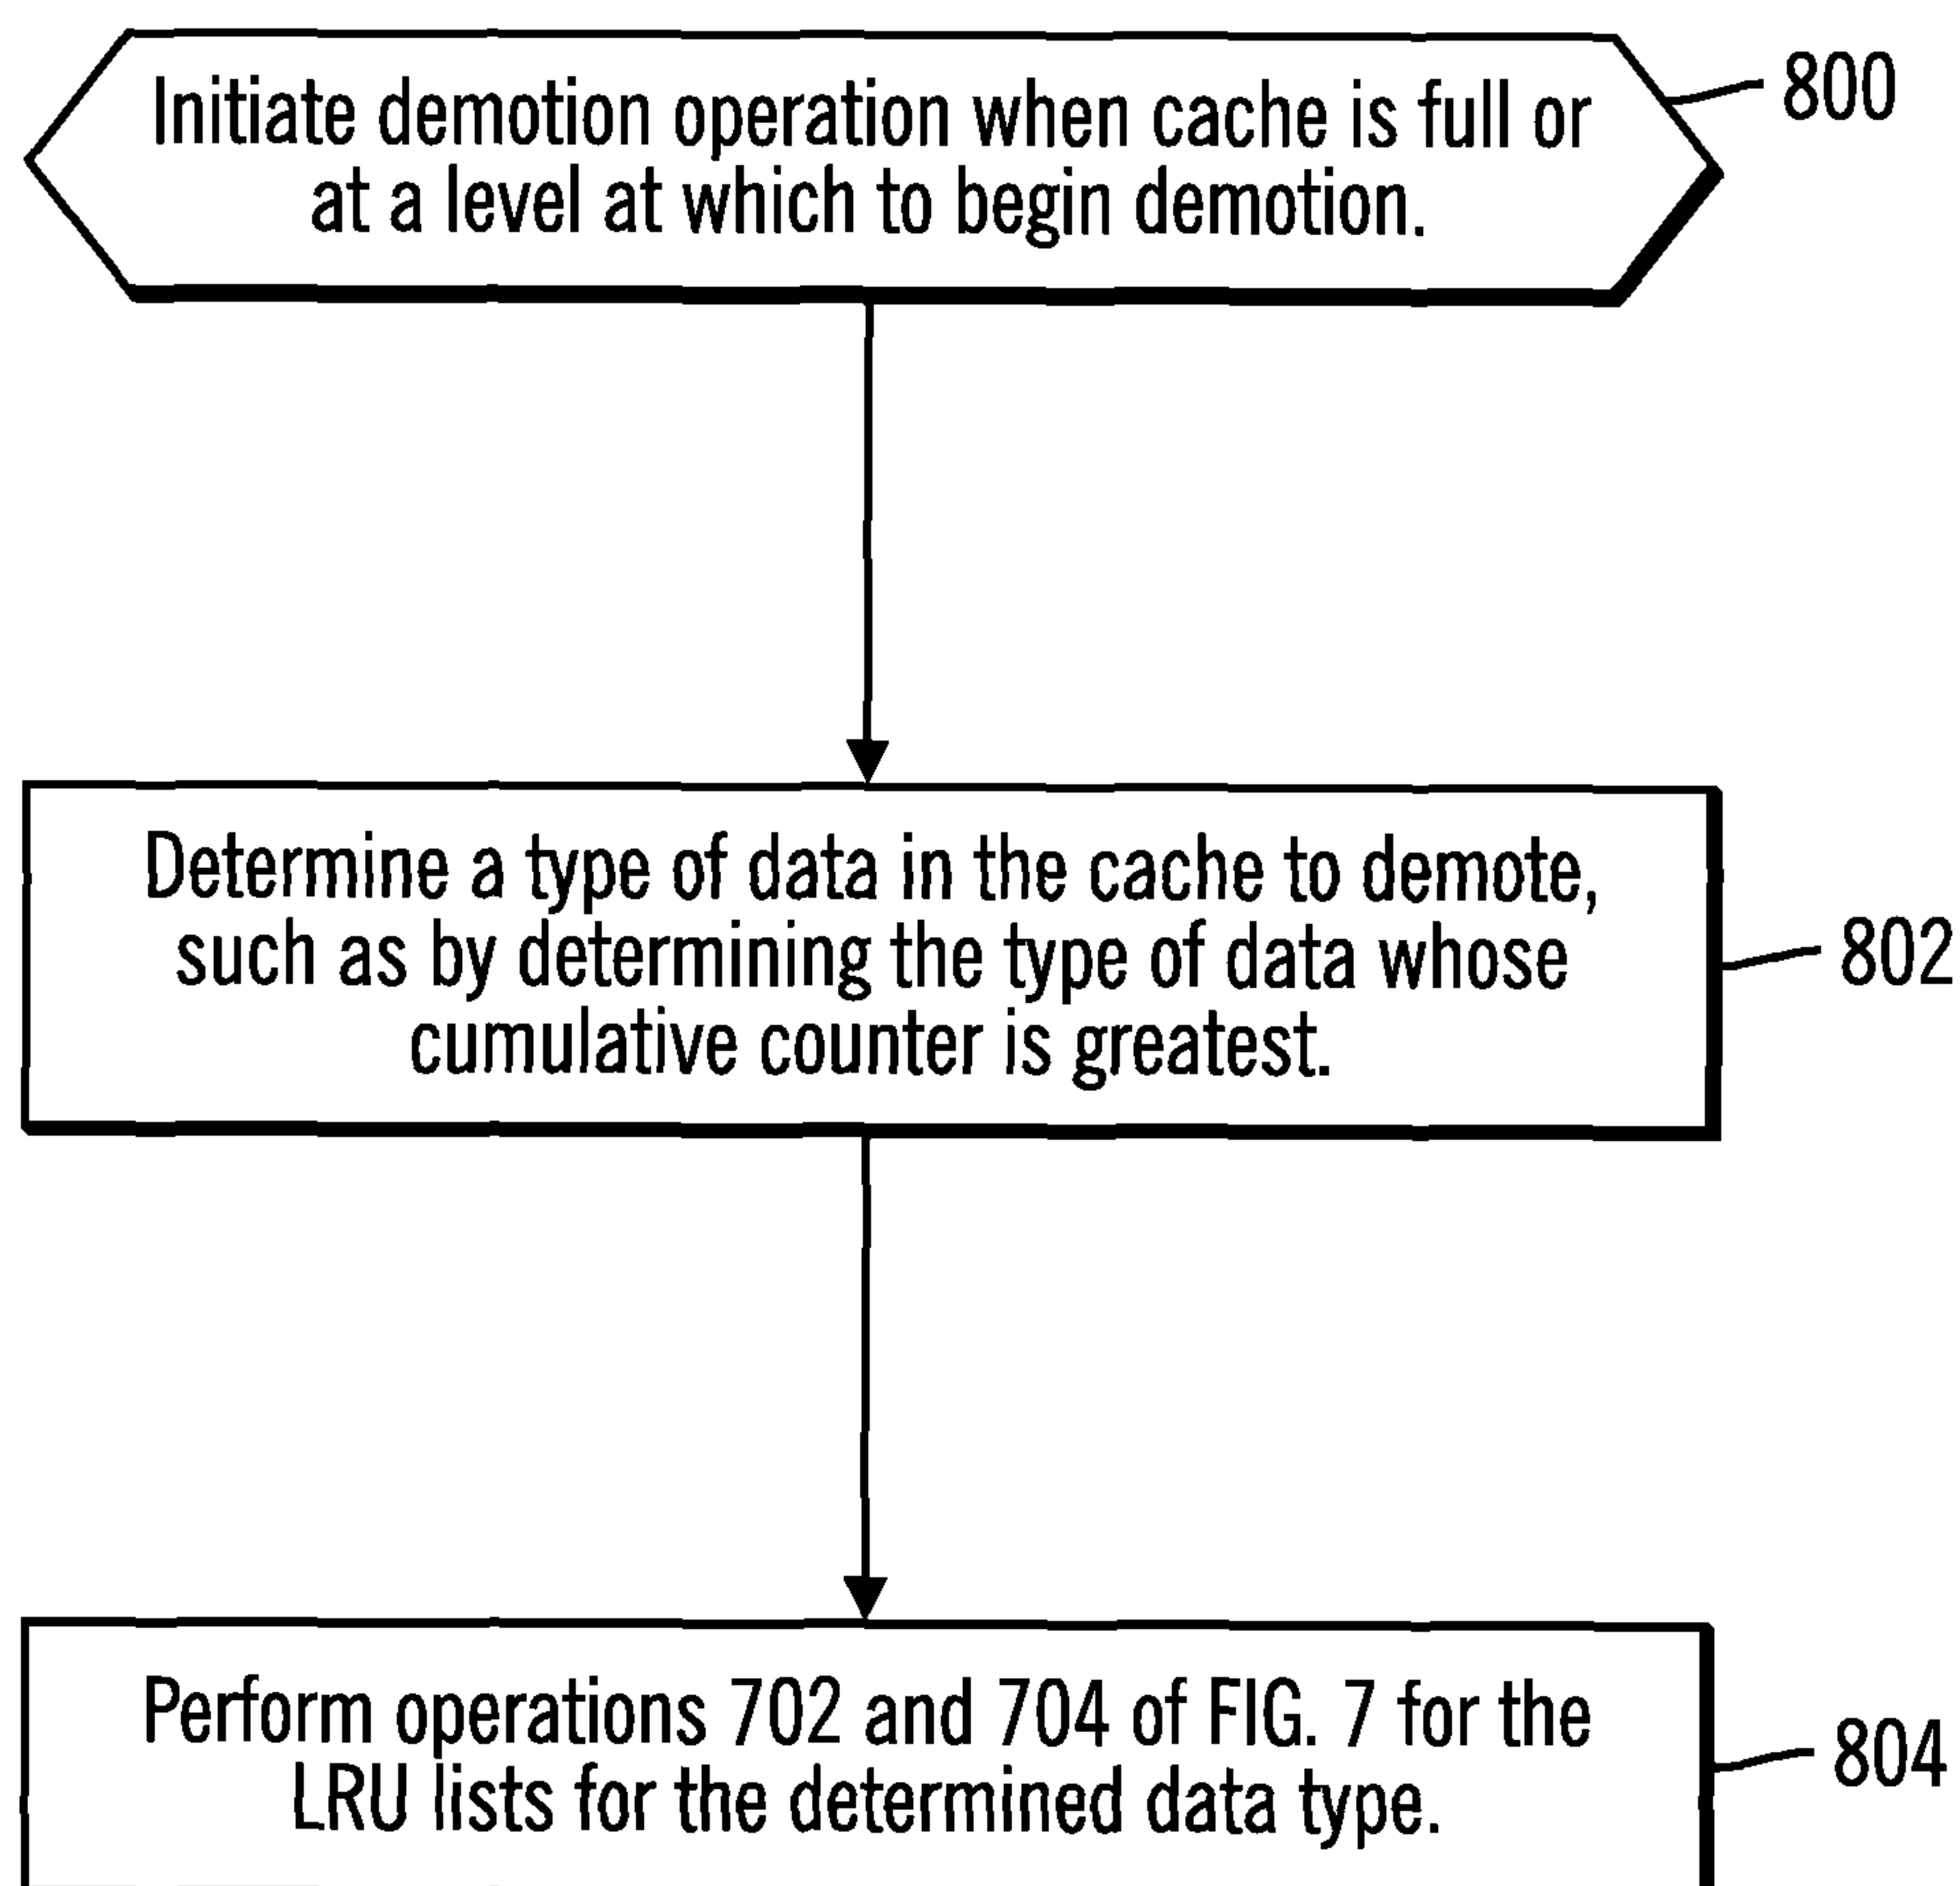 Initiate demotion operation when cache is full or
at a level at which to begin demotion.
800
Determine a type of data in the cache to demote,
such as by determining the type of data whose
cumulative counter is greatest.
802
Perform operations 702 and 704 of FIG. 7 for the
LRU lists for the determined data type.
804